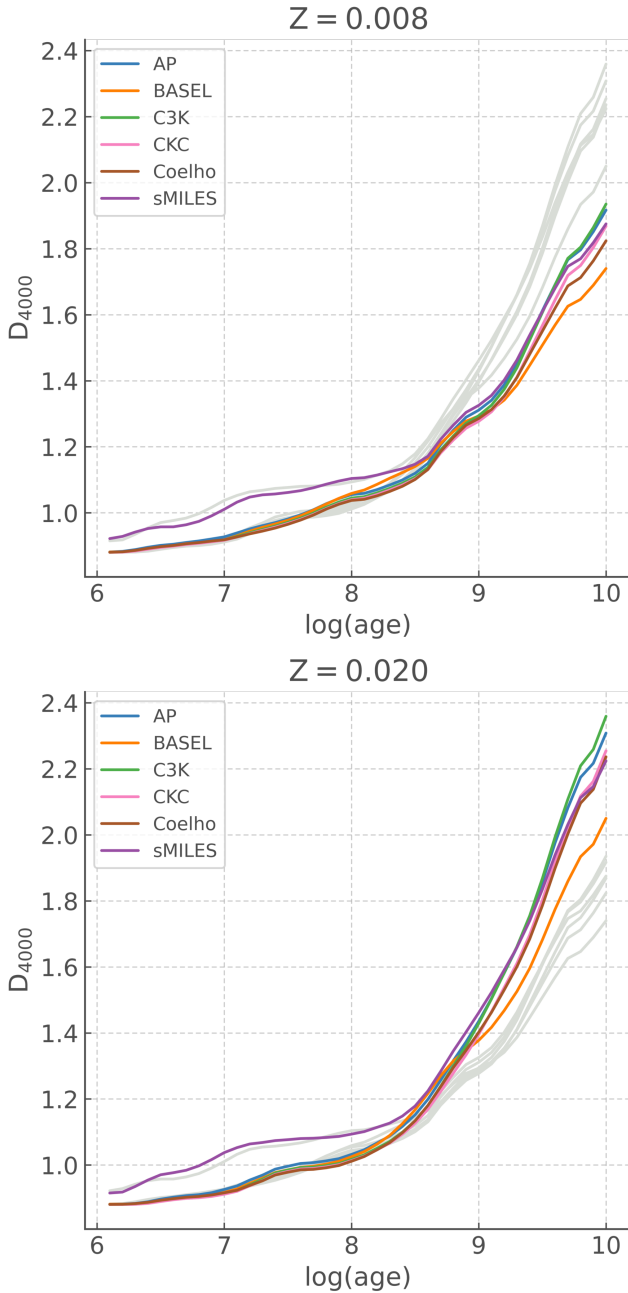 Z = 0.008
2.4
2.2
2.0
1.8
1.6
1.4
1.2
1.0
D4000
AP
BASEL
C3K
CKC
Coelho
sMILES
6 7 8 9 10
log(age)
Z = 0.020
2.4
2.2
2.0
1.8
1.6
1.4
1.2
1.0
D4000
AP
BASEL
C3K
CKC
Coelho
sMILES
6 7 8 9 10
log(age)